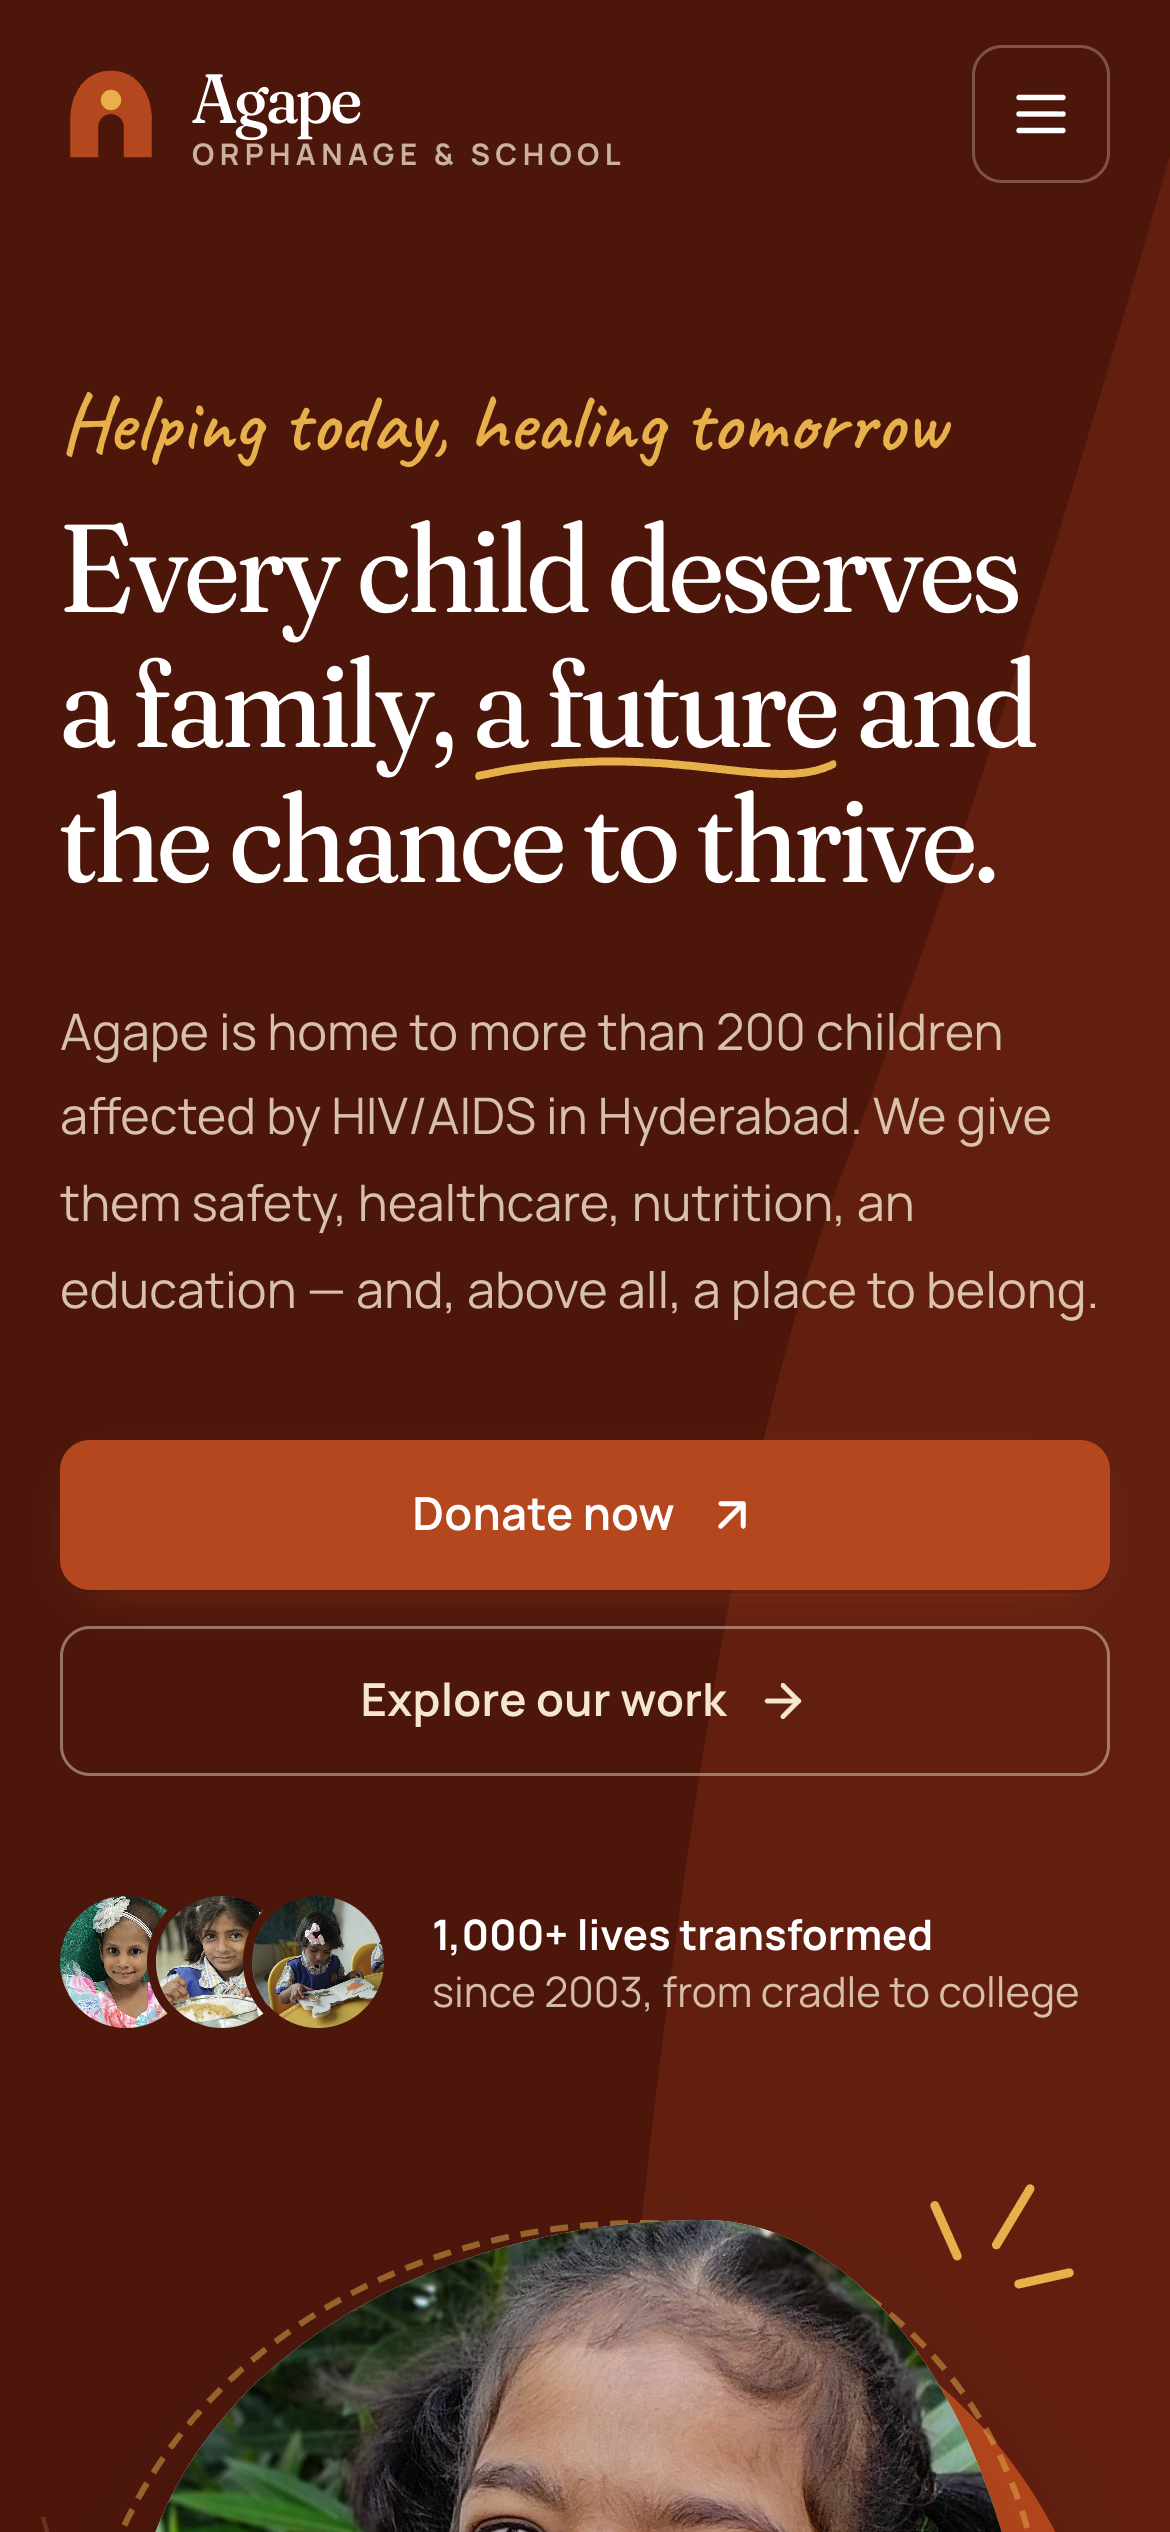 Agape
ORPHANAGE & SCHOOL
Helping today, healing tomorrow
Every child deserves
a family, a future and
the chance to thrive.
Agape is home to more than 200 children
affected by HIV/AIDS in Hyderabad. We give
them safety, healthcare, nutrition, an
education — and, above all, a place to belong.
Donate now
Explore our work
1,000+ lives transformed
since 2003, from cradle to college